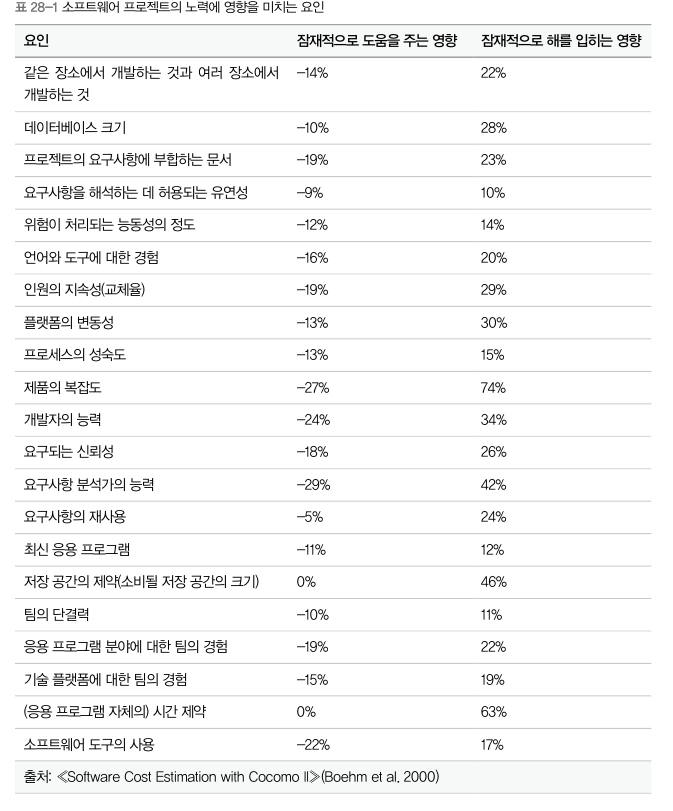 표 28-1 소프트웨어 프로젝트의 노력에 영향을 미치는 요인
요인 잠재적으로 도움을 주는 영향 잠재적으로 해를 입히는 영향
같은 장소에서 개발하는 것과 여러 장소에서 –14% 22%
개발하는 것
데이터베이스 크기 –10% 28%
프로젝트의 요구사항에 부합하는 문서 –19% 23%
요구사항을 해석하는 데 허용되는 유연성 –9% 10%
위험이 처리되는 능동성의 정도 –12% 14%
언어와 도구에 대한 경험 –16% 20%
인원의 지속성(교체율) –19% 29%
플랫폼의 변동성 –13% 30%
프로세스의 성숙도 –13% 15%
제품의 복잡도 –27% 74%
개발자의 능력 –24% 34%
요구되는 신뢰성 –18% 26%
요구사항 분석가의 능력 –29% 42%
요구사항의 재사용 –5% 24%
최신 응용 프로그램 –11% 12%
저장 공간의 제약(소비될 저장 공간의 크기) 0% 46%
팀의 단결력 –10% 11%
응용 프로그램 분야에 대한 팀의 경험 –19% 22%
기술 플랫폼에 대한 팀의 경험 –15% 19%
(응용 프로그램 자체의) 시간 제약 0% 63%
소프트웨어 도구의 사용 –22% 17%
출처: ≪Software Cost Estimation with Cocomo II≫(Boehm et al, 2000)